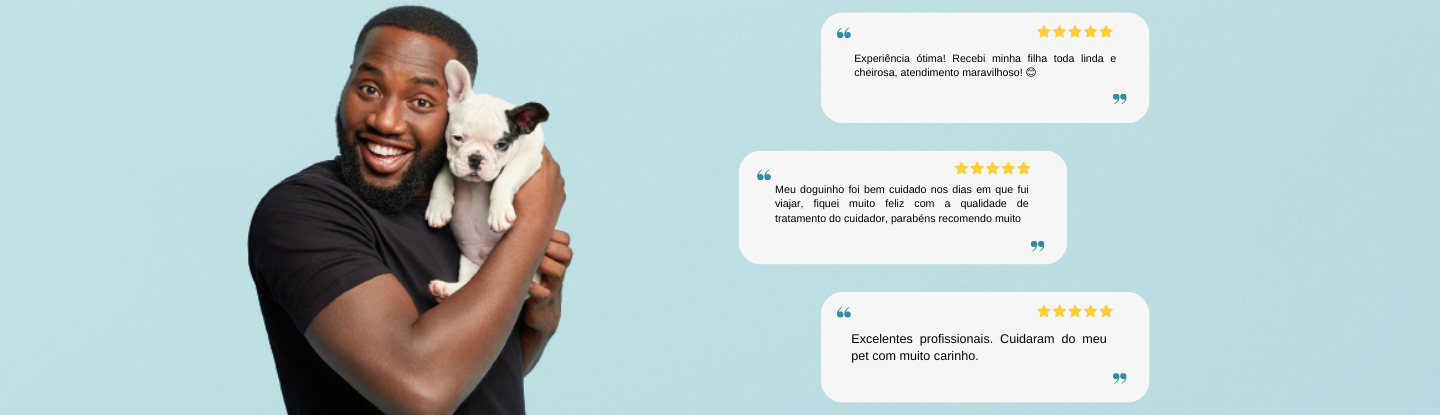 Experiência ótima! Recebi minha filha toda linda e
cheirosa, atendimento maravilhoso! 😊
Meu doguinho foi bem cuidado nos dias em que fui
viajar, fiquei muito feliz com a qualidade de
tratamento do cuidador, parabéns recomendo muito
Excelentes profissionais. Cuidaram do meu
pet com muito carinho.